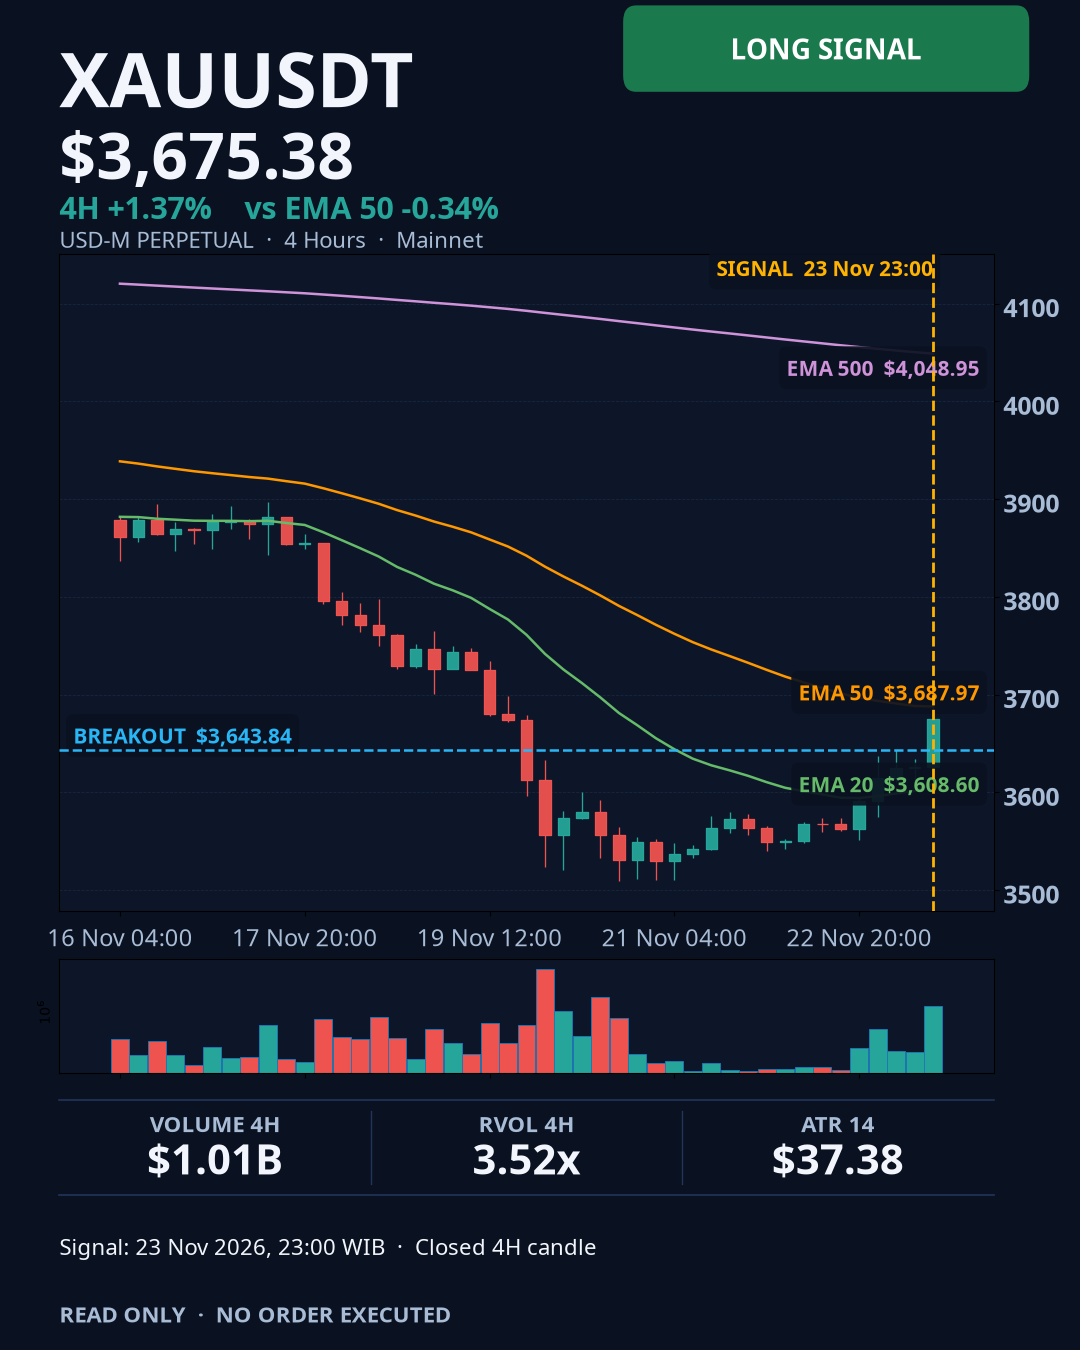 LONG SIGNAL
XAUUSDT
$3,675.38
4H +1.37% vs EMA 50 -0.34%
USD-M PERPETUAL · 4 Hours · Mainnet
SIGNAL 23 Nov 23:00
4100
EMA 500 $4,048.95
4000
3900
3800
EMA 50 $3,687.97
3700
BREAKOUT $3,643.84
EMA 20 $3,608.60
3600
3500
16 Nov 04:00 17 Nov 20:00 19 Nov 12:00 21 Nov 04:00 22 Nov 20:00
10⁶
VOLUME 4H RVOL 4H ATR 14
$1.01B 3.52x $37.38
Signal: 23 Nov 2026, 23:00 WIB · Closed 4H candle
READ ONLY · NO ORDER EXECUTED